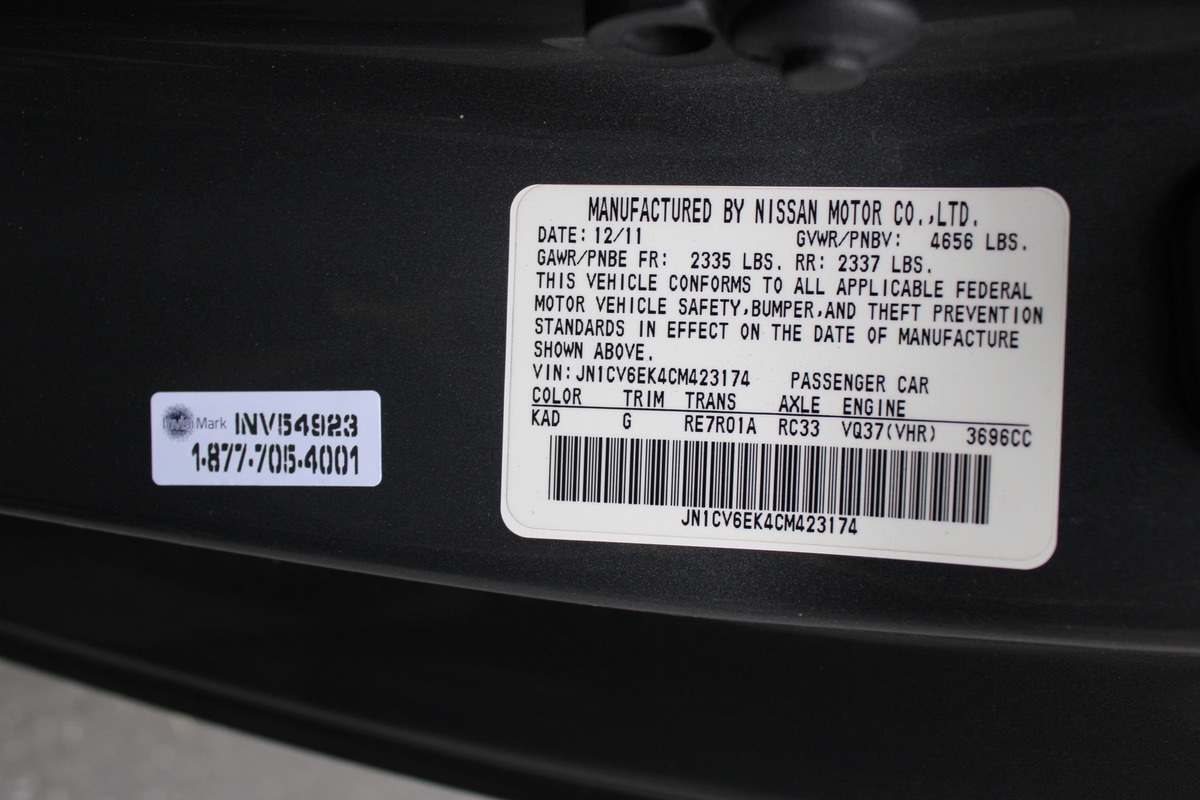 MANUFACTURED BY NISSAN MOTOR CO.,LTD.
DATE: 12/11 GVWR/PNBV: 4656 LBS.
GAWR/PNBE FR: 2335 LBS. RR: 2337 LBS.
THIS VEHICLE CONFORMS TO ALL APPLICABLE FEDERAL
MOTOR VEHICLE SAFETY,BUMPER,AND THEFT PREVENTION
STANDARDS IN EFFECT ON THE DATE OF MANUFACTURE
SHOWN ABOVE.
VIN: JN1CV6EK4CM423174 PASSENGER CAR
COLOR TRIM TRANS AXLE ENGINE
KAD G RE7R01A RC33 VQ37(VHR) 3696CC
JN1CV6EK4CM423174
Mark INV54923
1-877-705-4001